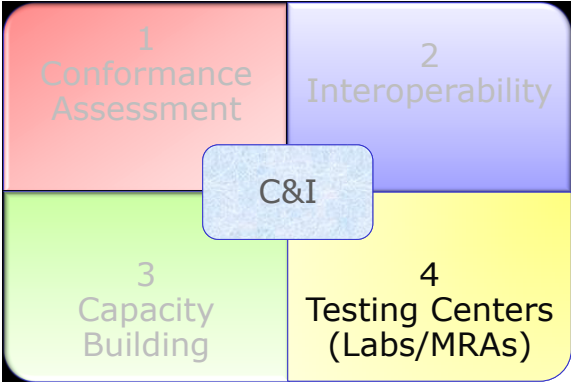 1
Conformance
Assessment
2
Interoperability
C&I
3
Capacity
Building
4
Testing Centers
(Labs/MRAs)